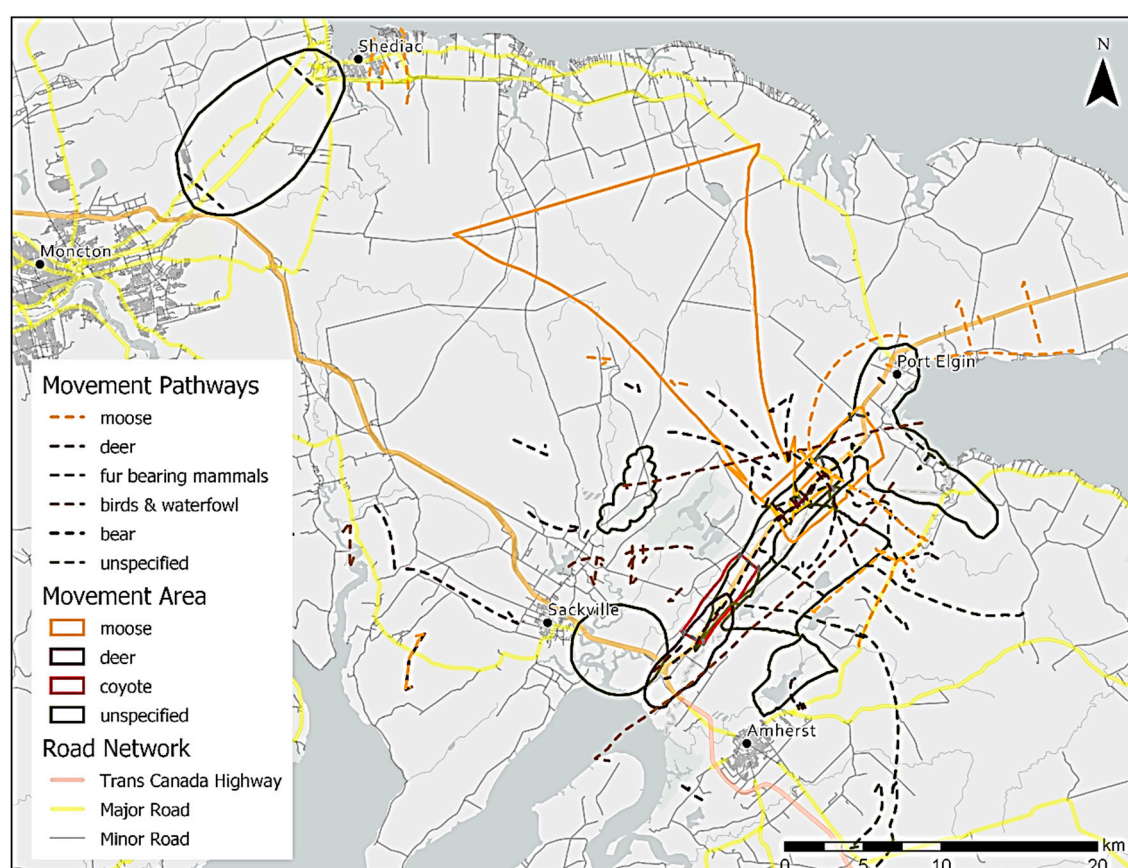 Shediac
N
Moncton
Port Elgin
Movement Pathways
moose
deer
fur bearing mammals
birds & waterfowl
bear
unspecified
Movement Area
moose
deer
coyote
unspecified
Road Network
Trans Canada Highway
Major Road
Minor Road
Sackville
Amherst
km
0 5 10 20